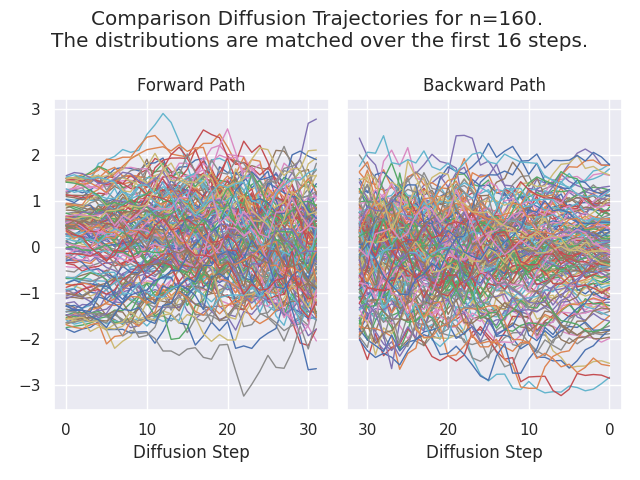 Comparison Diffusion Trajectories for n=160.
The distributions are matched over the first 16 steps.
Forward Path
Backward Path
3
2
1
0
−1
−2
−3
0 10 20 30
30 20 10 0
Diffusion Step
Diffusion Step